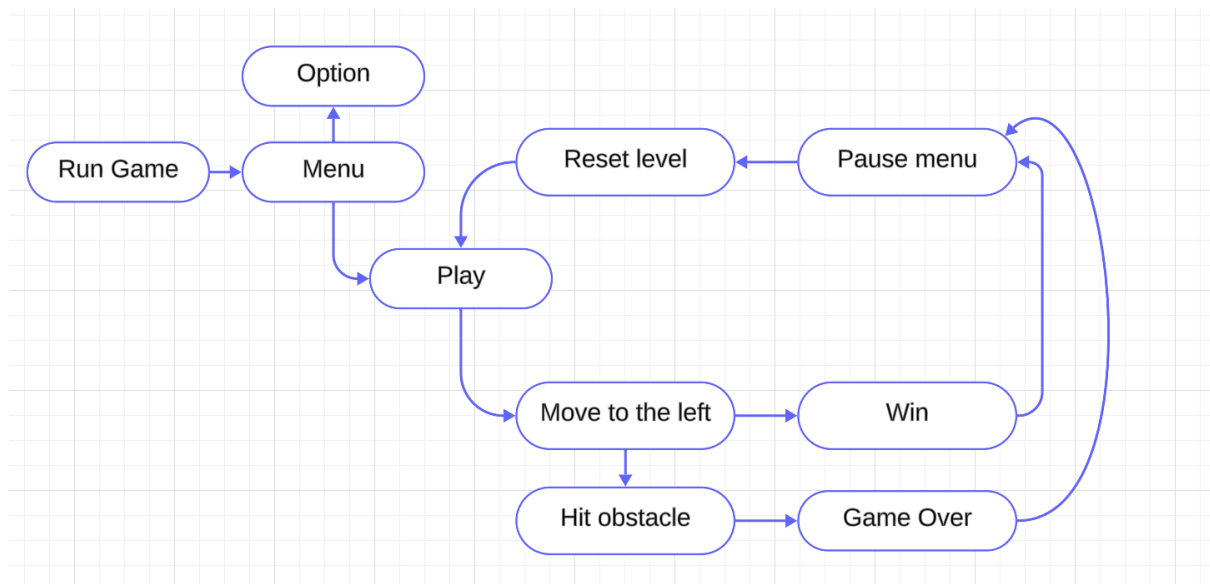 Option
Run Game
Menu
Reset level
Pause menu
Play
Move to the left
Win
Hit obstacle
Game Over